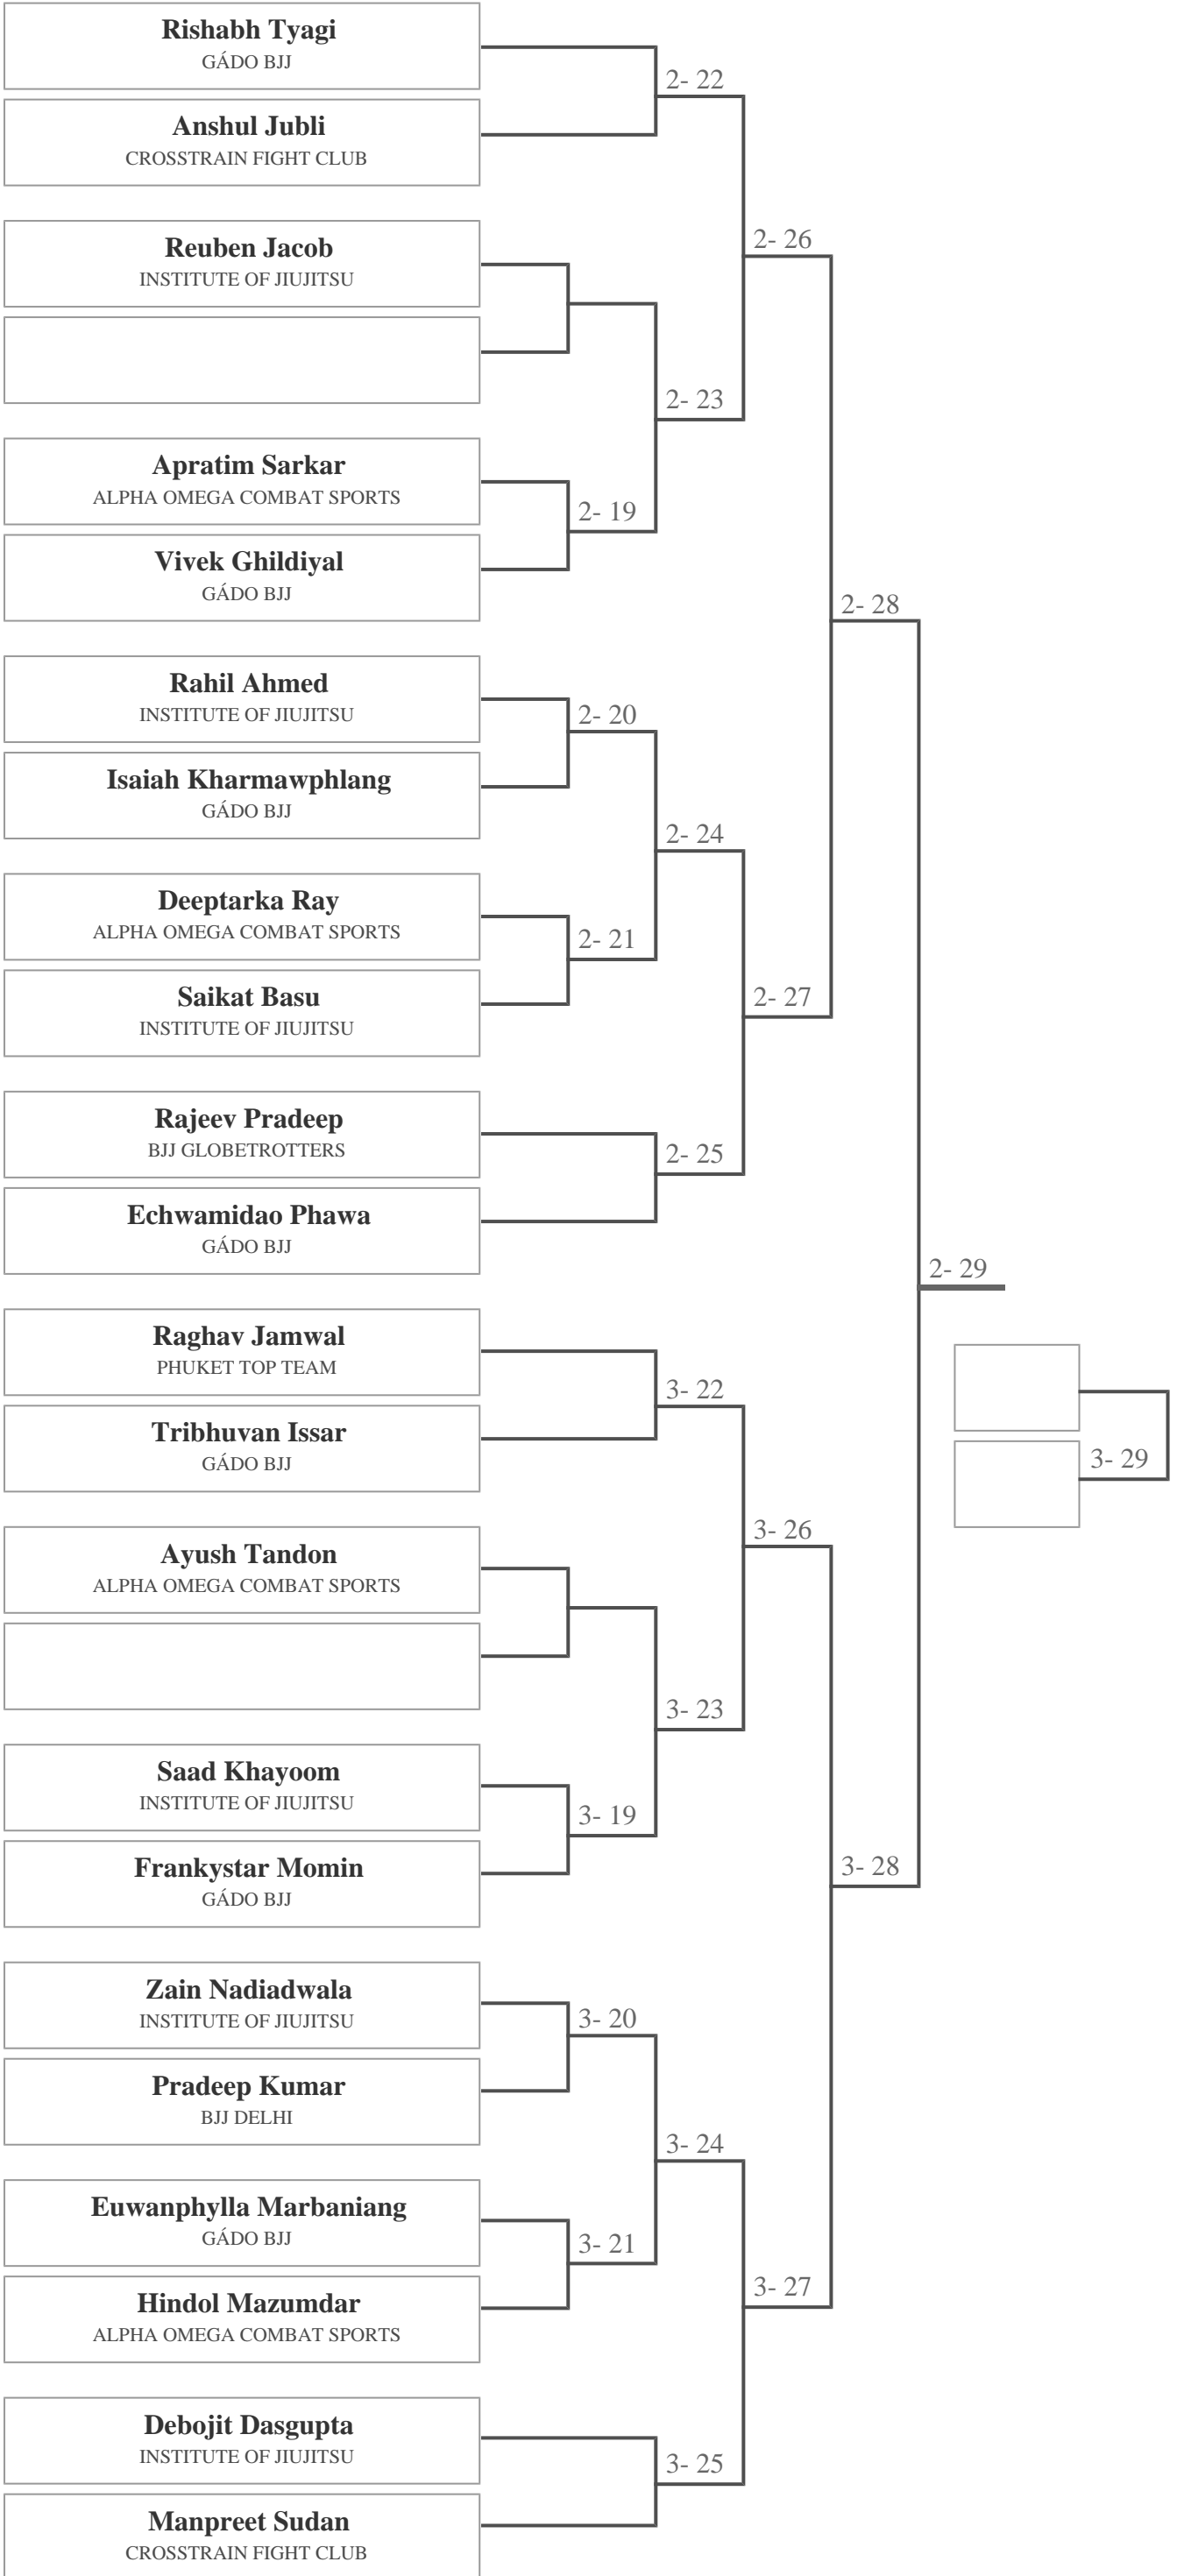 Rishabh Tyagi
GÁDO BJJ
2- 22
Anshul Jubli
CROSSTRAIN FIGHT CLUB
Reuben Jacob
INSTITUTE OF JIUJITSU
2- 26
2- 23
Apratim Sarkar
ALPHA OMEGA COMBAT SPORTS
2- 19
Vivek Ghildiyal
GÁDO BJJ
2- 28
Rahil Ahmed
INSTITUTE OF JIUJITSU
2- 20
Isaiah Kharmawphlang
GÁDO BJJ
2- 24
Deeptarka Ray
ALPHA OMEGA COMBAT SPORTS
2- 21
Saikat Basu
INSTITUTE OF JIUJITSU
2- 27
Rajeev Pradeep
BJJ GLOBETROTTERS
2- 25
Echwamidao Phawa
GÁDO BJJ
2- 29
Raghav Jamwal
PHUKET TOP TEAM
3- 22
Tribhuvan Issar
GÁDO BJJ
3- 29
Ayush Tandon
ALPHA OMEGA COMBAT SPORTS
3- 26
3- 23
Saad Khayoom
INSTITUTE OF JIUJITSU
3- 19
Frankystar Momin
GÁDO BJJ
3- 28
Zain Nadiadwala
INSTITUTE OF JIUJITSU
3- 20
Pradeep Kumar
BJJ DELHI
3- 24
Euwanphylla Marbaniang
GÁDO BJJ
3- 21
Hindol Mazumdar
ALPHA OMEGA COMBAT SPORTS
3- 27
Debojit Dasgupta
INSTITUTE OF JIUJITSU
3- 25
Manpreet Sudan
CROSSTRAIN FIGHT CLUB